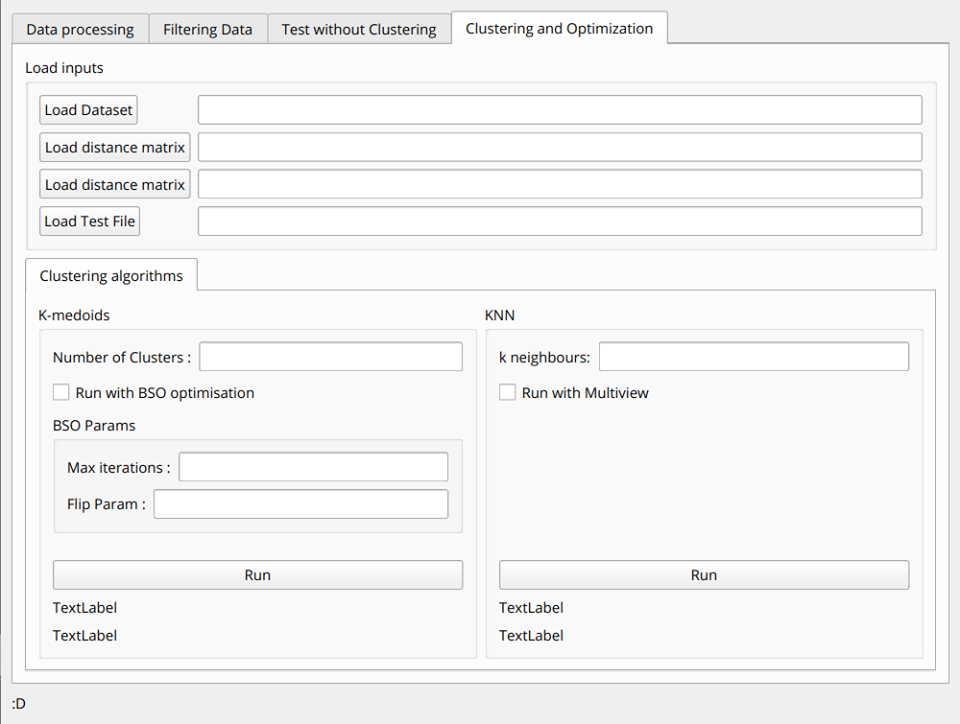 Data processing
Filtering Data
Test without Clustering
Clustering and Optimization
Load inputs
Load Dataset
Load distance matrix
Load distance matrix
Load Test File
Clustering algorithms
K-medoids
Number of Clusters :
Run with BSO optimisation
BSO Params
Max iterations :
Flip Param :
Run
TextLabel
TextLabel
KNN
k neighbours:
Run with Multiview
Run
TextLabel
TextLabel
:D